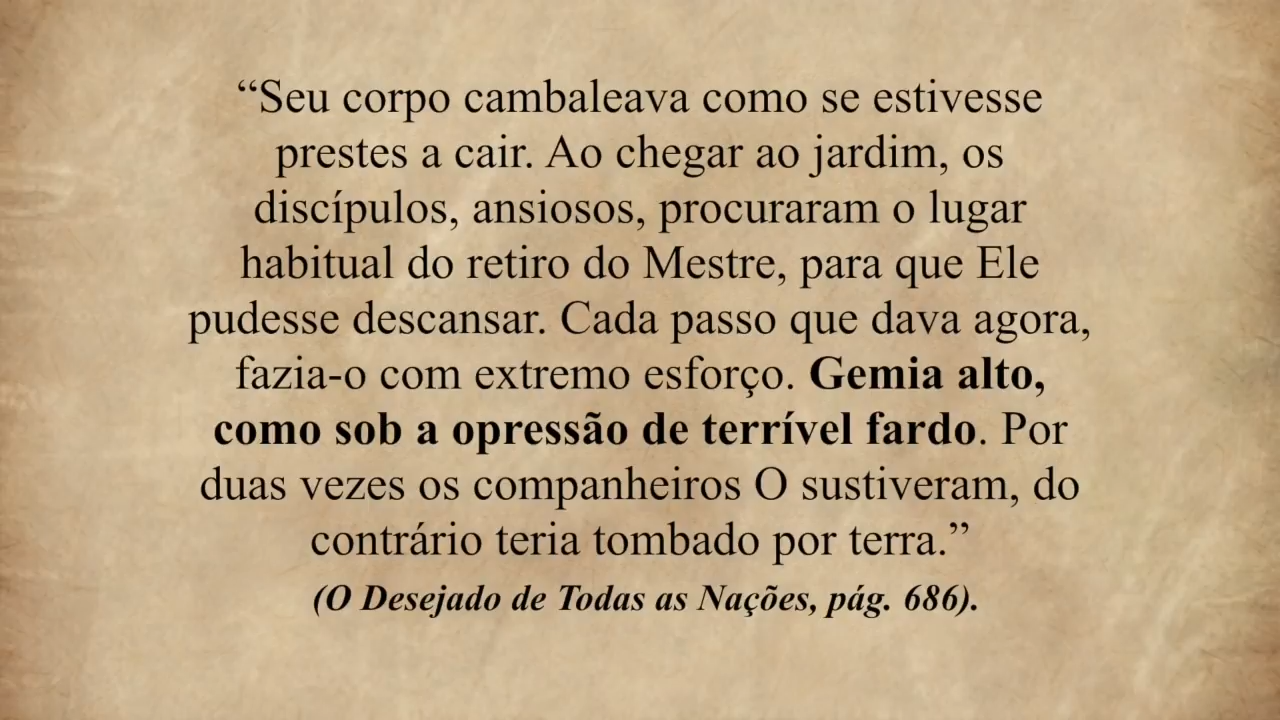 “Seu corpo cambaleava como se estivesse
prestes a cair. Ao chegar ao jardim, os
discípulos, ansiosos, procuraram o lugar
habitual do retiro do Mestre, para que Ele
pudesse descansar. Cada passo que dava agora,
fazia-o com extremo esforço. Gemia alto,
como sob a opressão de terrível fardo. Por
duas vezes os companheiros O sustiveram, do
contrário teria tombado por terra.”
(O Desejado de Todas as Nações, pág. 686).